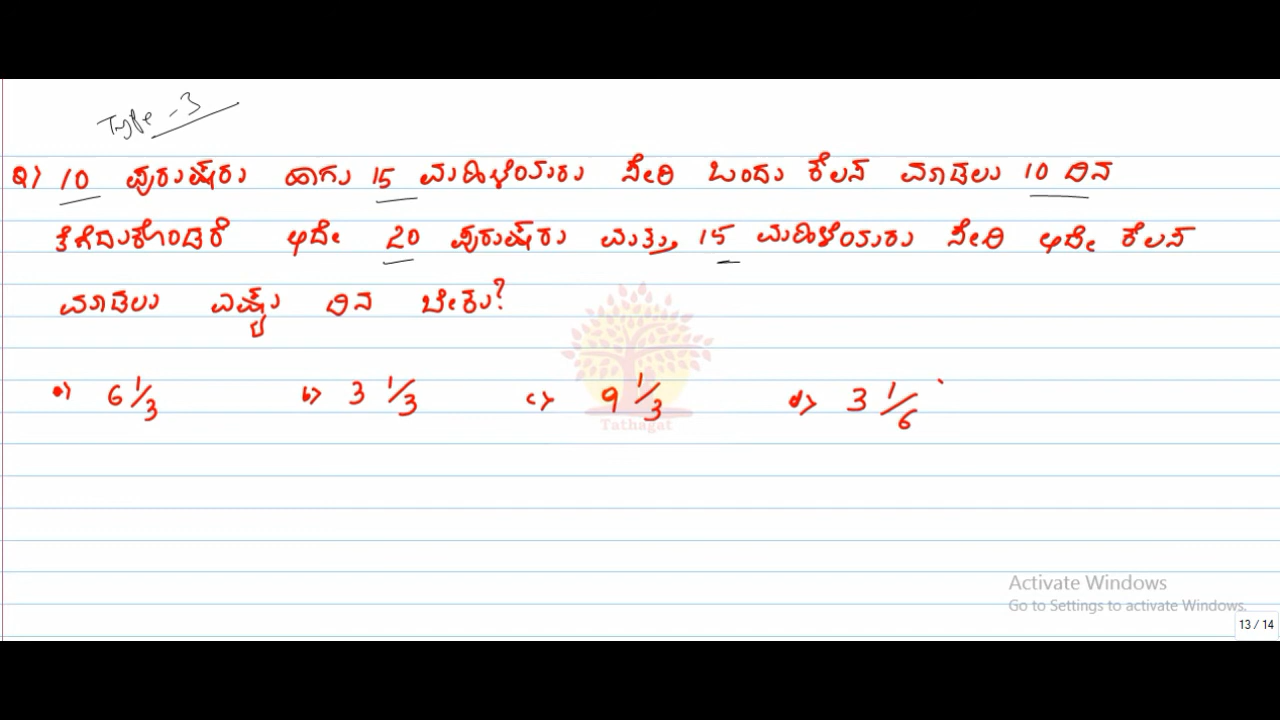 Type -3
Q) 10 ಪುರುಷರು ಹಾಗು 15 ಮಹಿಳೆಯರು ಸೇರಿ ಒಂದು ಕೆಲಸ ಮಾಡಲು 10 ದಿನ
ತೆಗೆದುಕೊಂಡರೆ ಅದೇ 20 ಪುರುಷರು ಮತ್ತು 15 ಮಹಿಳೆಯರು ಸೇರಿ ಅದೇ ಕೆಲಸ
ಮಾಡಲು ಎಷ್ಟು ದಿನ ಬೇಕು?
a) 6 1/3 b) 3 1/3 c) 9 1/3 d) 3 1/6
Tathagat
Activate Windows
Go to Settings to activate Windows.
13 / 14